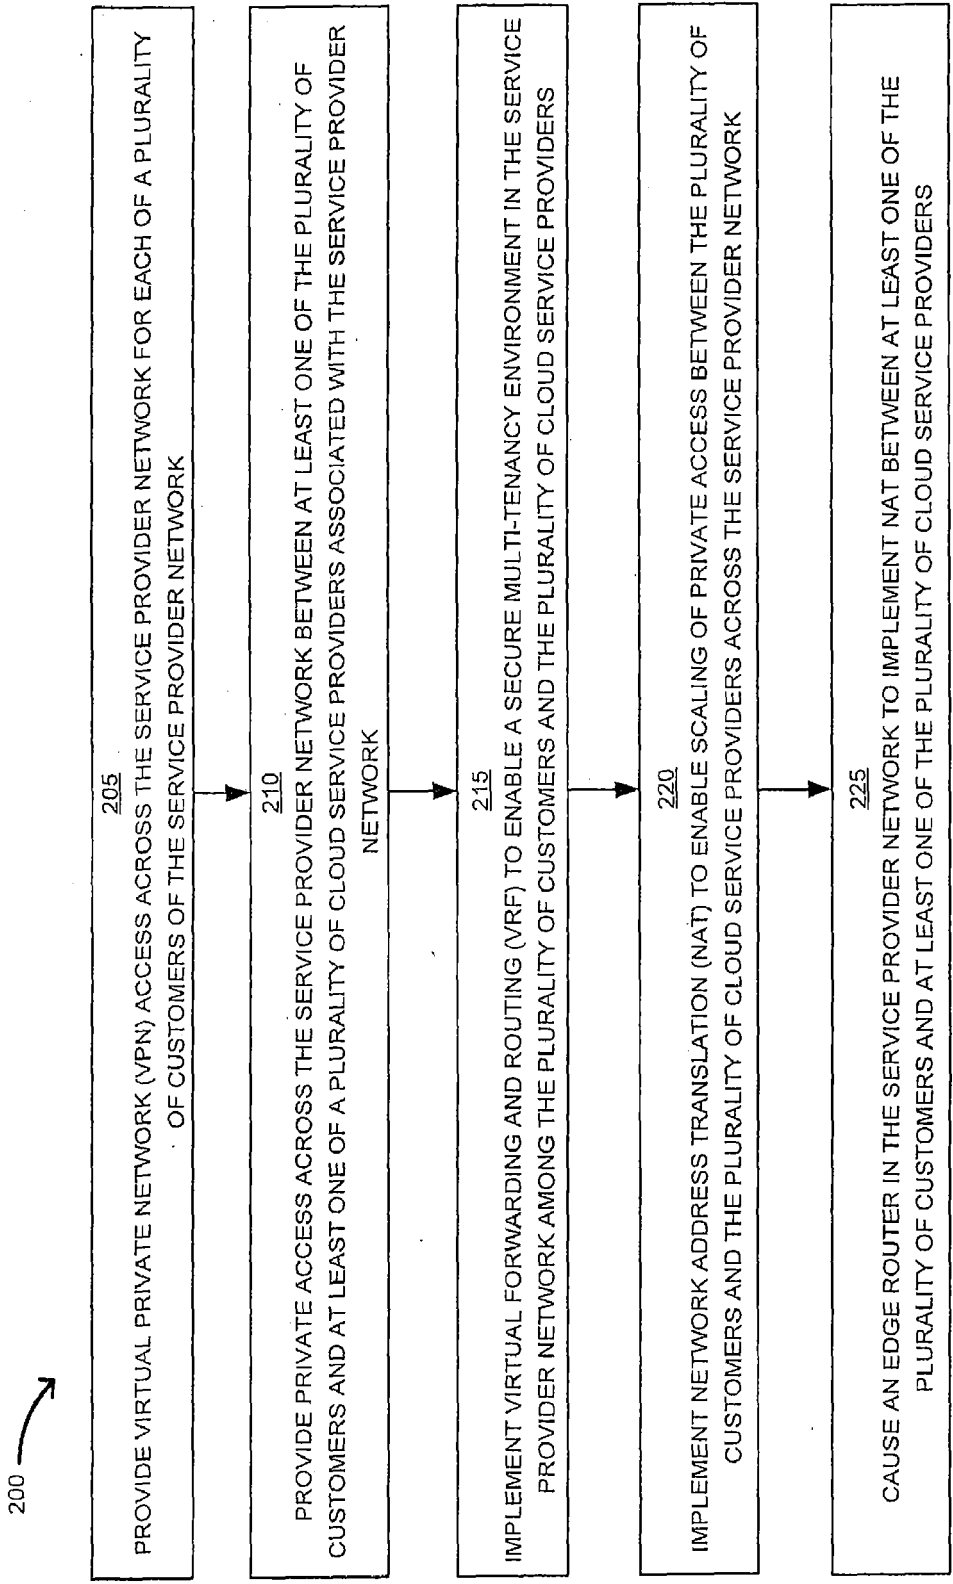 200
205
PROVIDE VIRTUAL PRIVATE NETWORK (VPN) ACCESS ACROSS THE SERVICE PROVIDER NETWORK FOR EACH OF A PLURALITY
OF CUSTOMERS OF THE SERVICE PROVIDER NETWORK
210
PROVIDE PRIVATE ACCESS ACROSS THE SERVICE PROVIDER NETWORK BETWEEN AT LEAST ONE OF THE PLURALITY OF
CUSTOMERS AND AT LEAST ONE OF A PLURALITY OF CLOUD SERVICE PROVIDERS ASSOCIATED WITH THE SERVICE PROVIDER
NETWORK
215
IMPLEMENT VIRTUAL FORWARDING AND ROUTING (VRF) TO ENABLE A SECURE MULTI-TENANCY ENVIRONMENT IN THE SERVICE
PROVIDER NETWORK AMONG THE PLURALITY OF CUSTOMERS AND THE PLURALITY OF CLOUD SERVICE PROVIDERS
220
IMPLEMENT NETWORK ADDRESS TRANSLATION (NAT) TO ENABLE SCALING OF PRIVATE ACCESS BETWEEN THE PLURALITY OF
CUSTOMERS AND THE PLURALITY OF CLOUD SERVICE PROVIDERS ACROSS THE SERVICE PROVIDER NETWORK
225
CAUSE AN EDGE ROUTER IN THE SERVICE PROVIDER NETWORK TO IMPLEMENT NAT BETWEEN AT LEAST ONE OF THE
PLURALITY OF CUSTOMERS AND AT LEAST ONE OF THE PLURALITY OF CLOUD SERVICE PROVIDERS